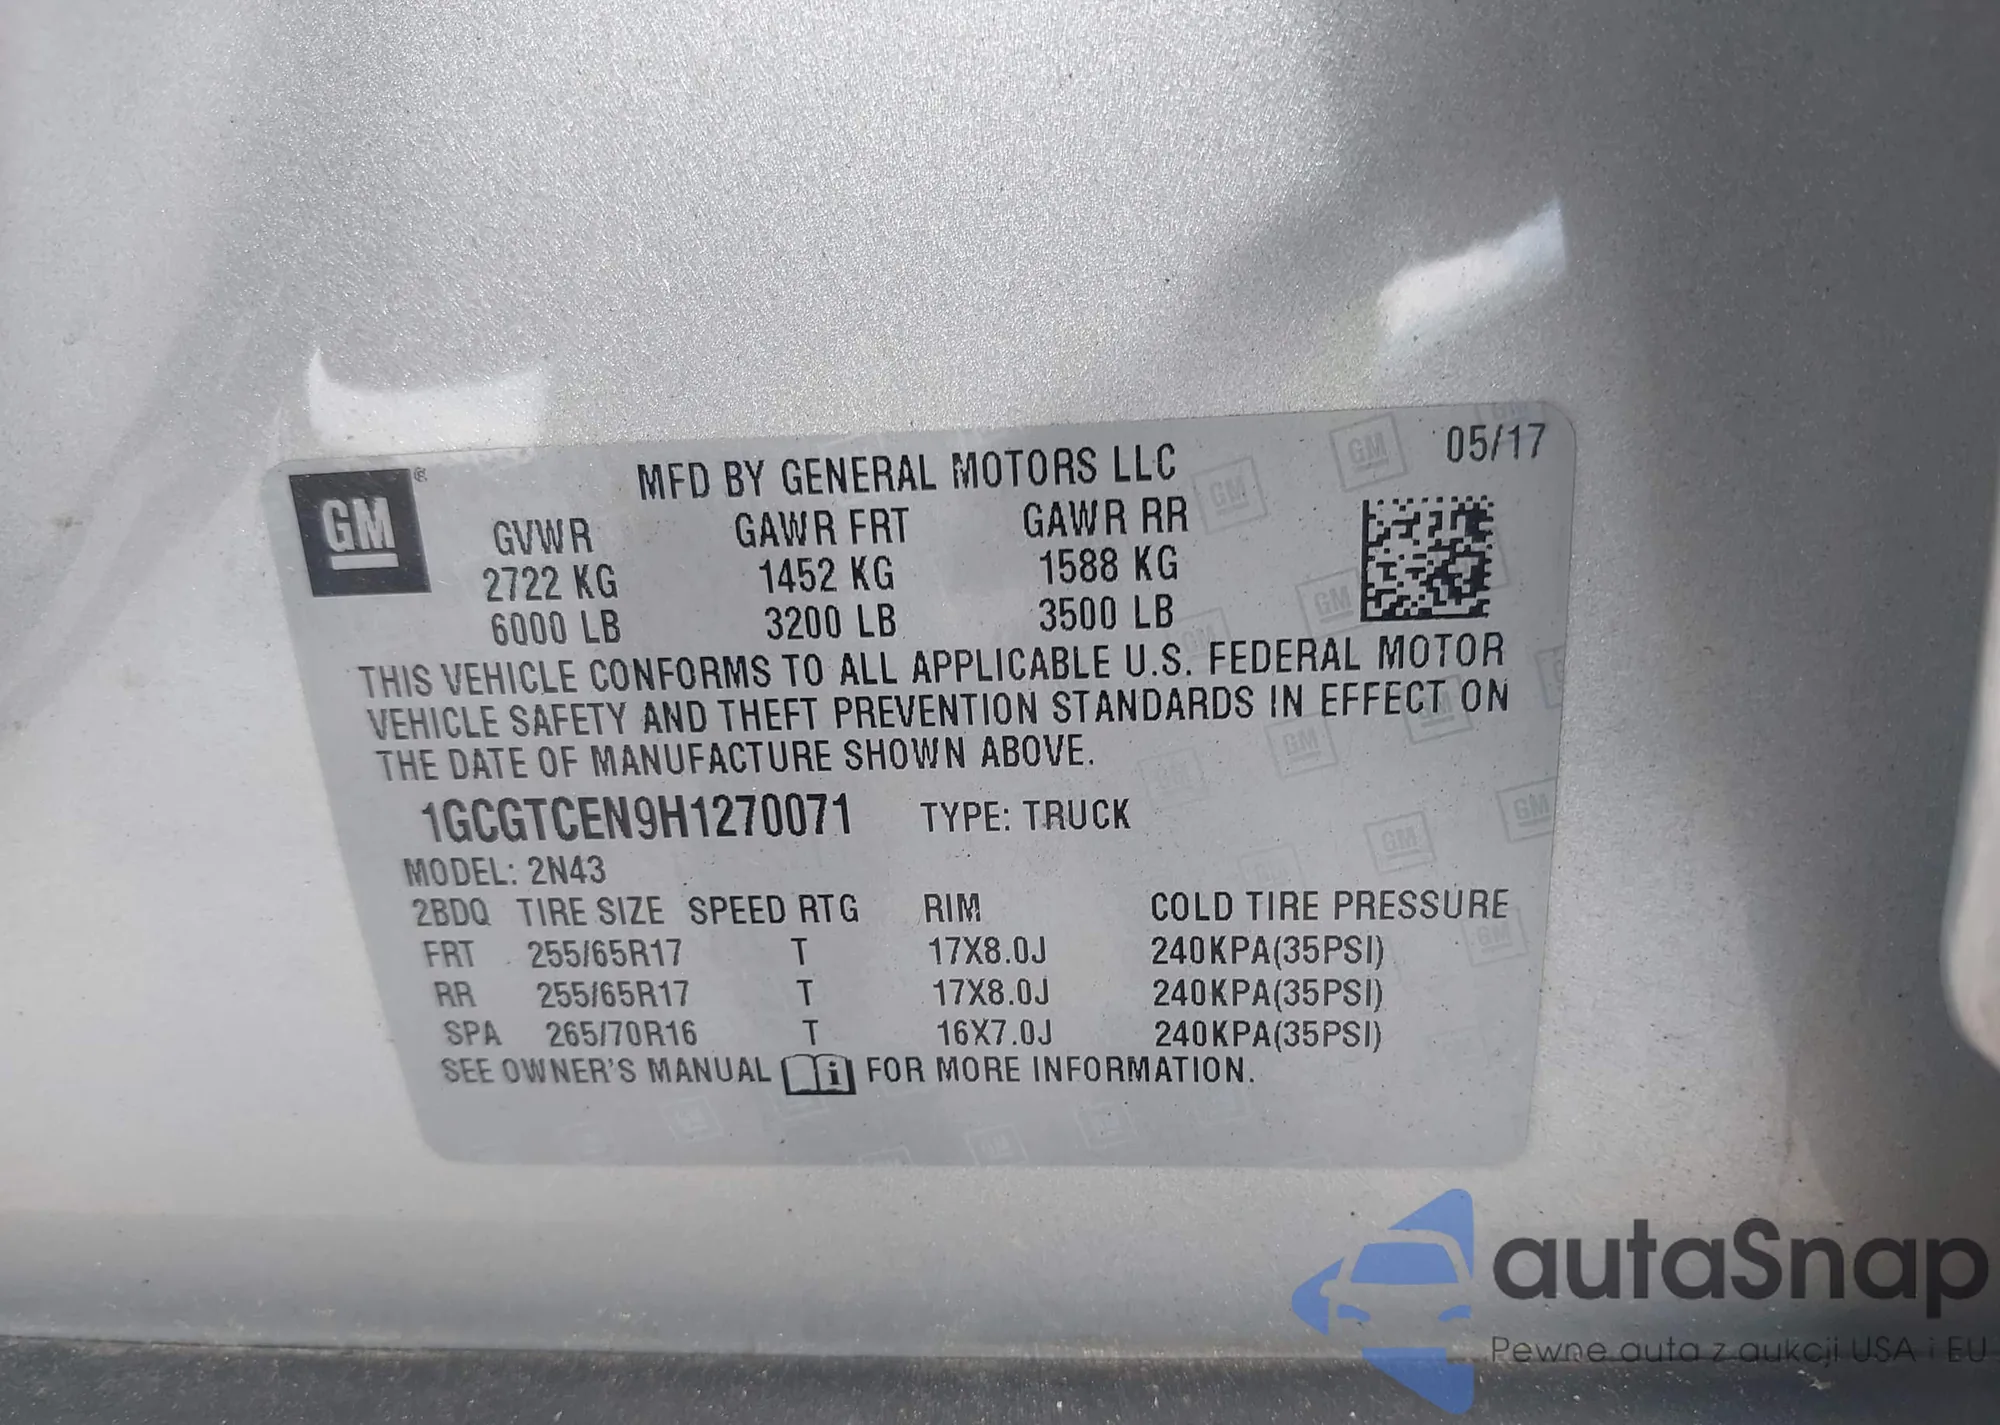 MFD BY GENERAL MOTORS LLC 05/17
GM ®
GVWR GAWR FRT GAWR RR
2722 KG 1452 KG 1588 KG
6000 LB 3200 LB 3500 LB
THIS VEHICLE CONFORMS TO ALL APPLICABLE U.S. FEDERAL MOTOR
VEHICLE SAFETY AND THEFT PREVENTION STANDARDS IN EFFECT ON
THE DATE OF MANUFACTURE SHOWN ABOVE.
1GCGTCEN9H1270071 TYPE: TRUCK
MODEL: 2N43
2BDQ TIRE SIZE SPEED RTG RIM COLD TIRE PRESSURE
FRT 255/65R17 T 17X8.0J 240KPA(35PSI)
RR 255/65R17 T 17X8.0J 240KPA(35PSI)
SPA 265/70R16 T 16X7.0J 240KPA(35PSI)
SEE OWNER'S MANUAL i FOR MORE INFORMATION.
autaSnap
Pewne auta z aukcji USA i EU